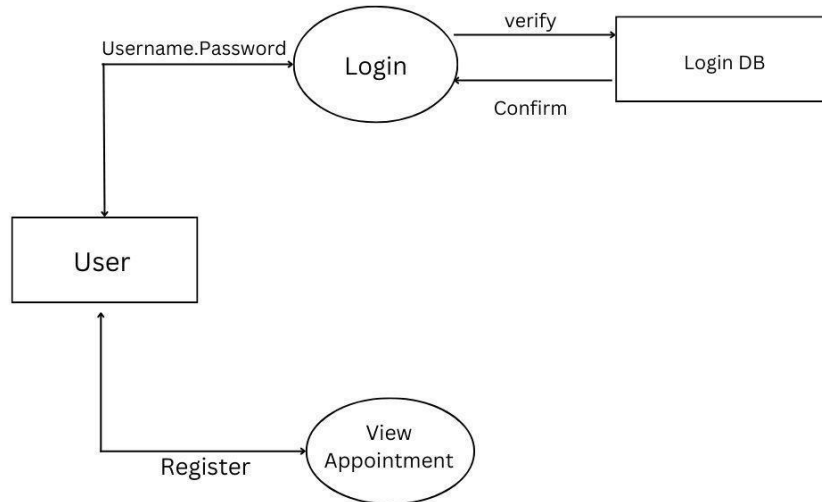 verify
Username.Password
Login
Login DB
Confirm
User
View
Appointment
Register